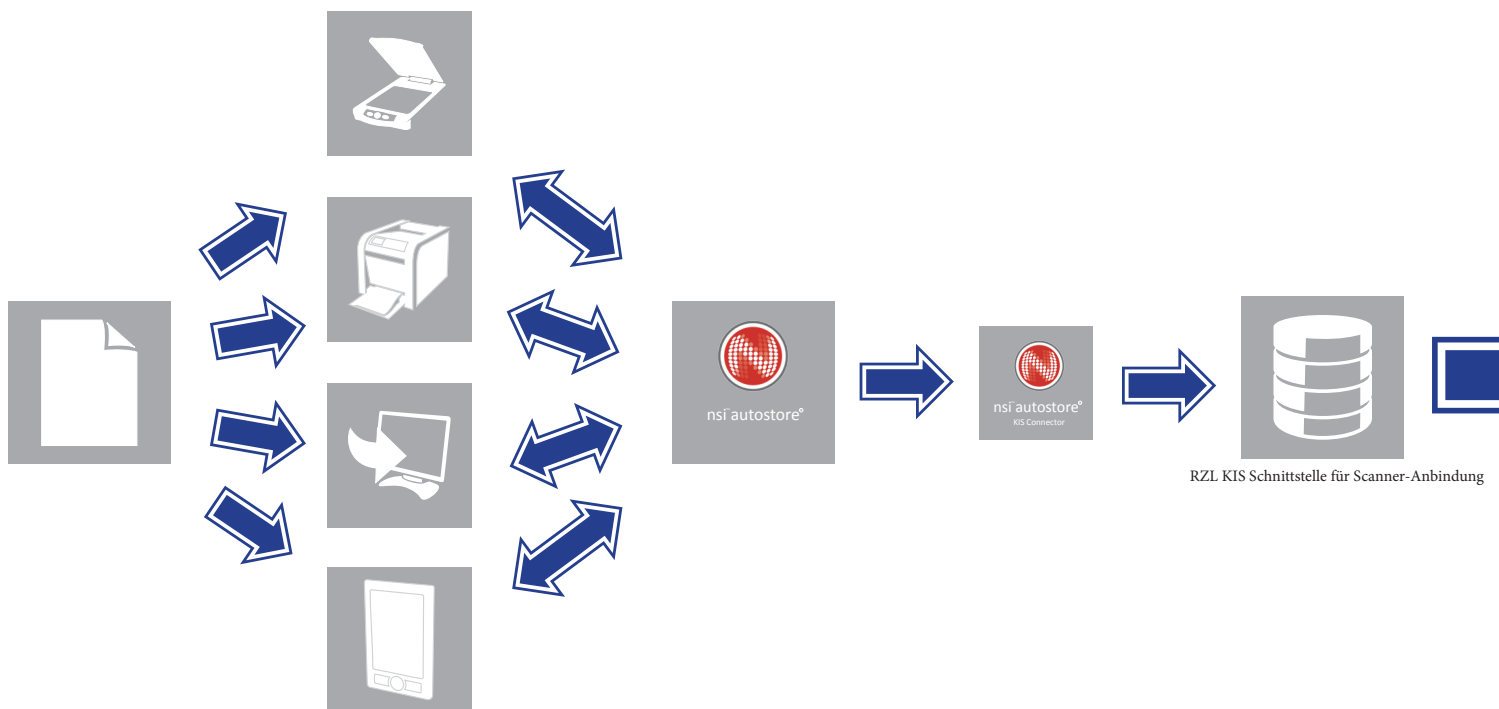 nsi autostore®
nsi autostore®
KIS Connector
RZL KIS Schnittstelle für Scanner-Anbindung